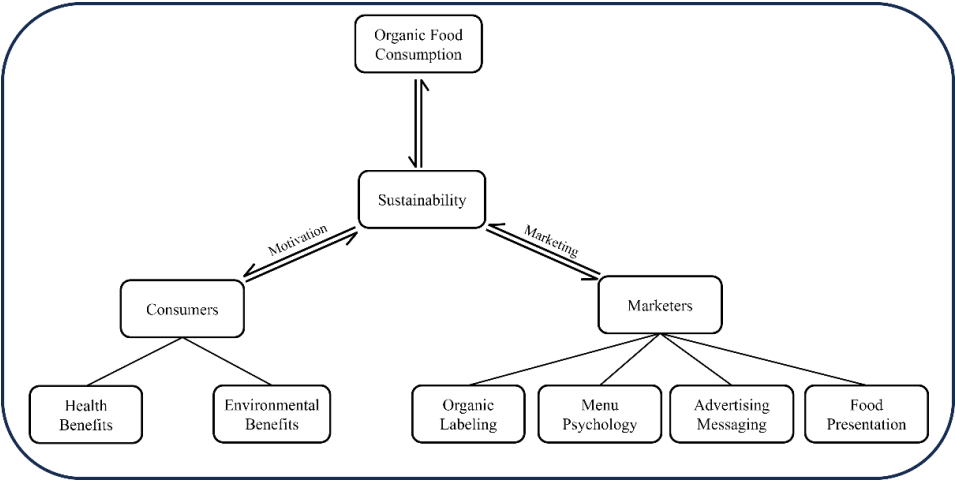 Organic Food
Consumption
Sustainability
Motivation
Marketing
Consumers
Marketers
Health
Benefits
Environmental
Benefits
Organic
Labeling
Menu
Psychology
Advertising
Messaging
Food
Presentation